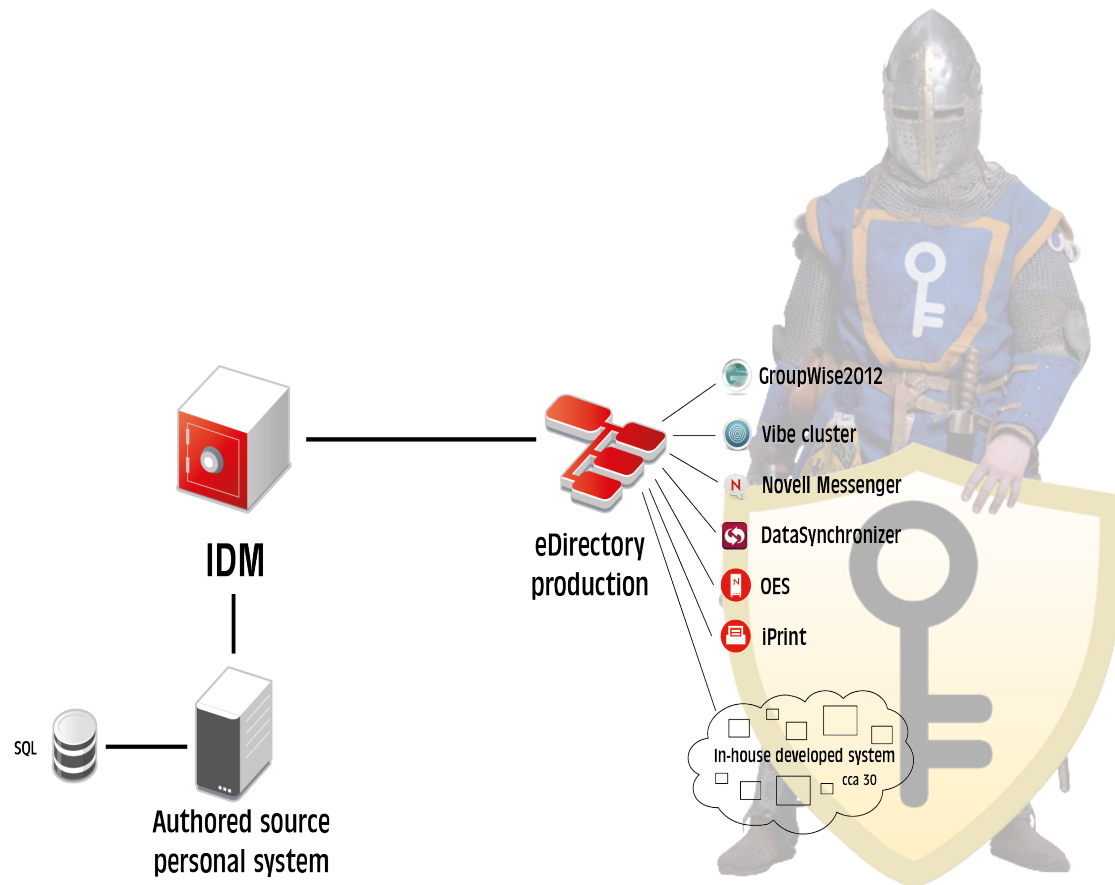 GroupWise2012
Vibe cluster
Novell Messenger
DataSynchronizer
OES
iPrint
eDirectory
production
IDM
SQL
Authored source
personal system
In-house developed system
cca 30
N
N